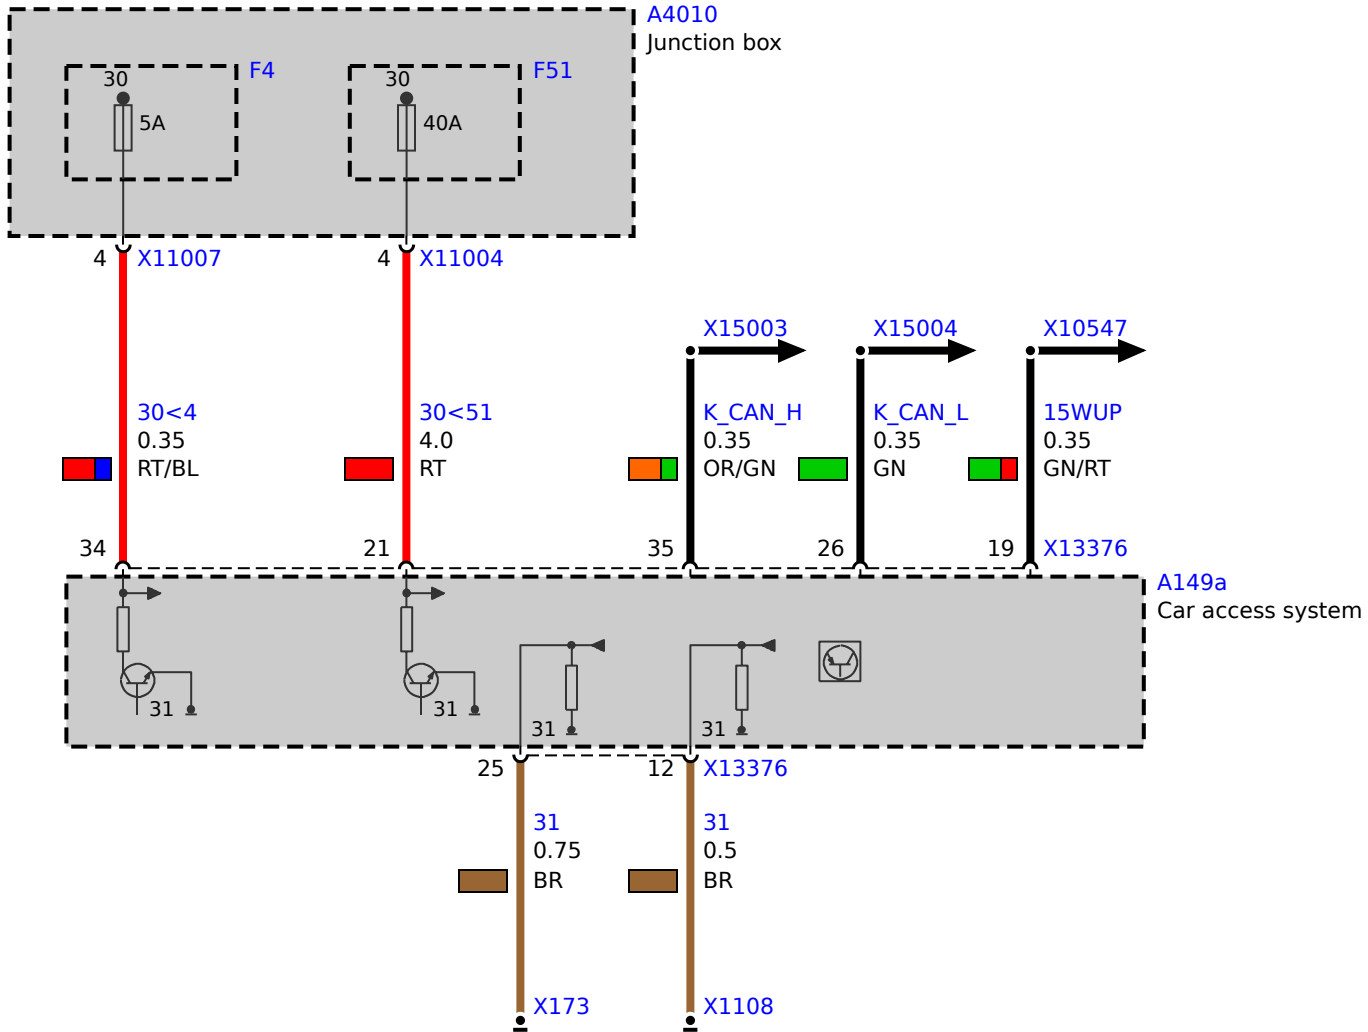 A4010
Junction box
30
F4
5A
30
F51
40A
4
X11007
4
X11004
X15003
X15004
X10547
30<4
0.35
RT/BL
30<51
4.0
RT
K_CAN_H
0.35
OR/GN
K_CAN_L
0.35
GN
15WUP
0.35
GN/RT
34
21
35
26
19
X13376
A149a
Car access system
31
31
31
31
25
12
X13376
31
0.75
BR
31
0.5
BR
X173
X1108